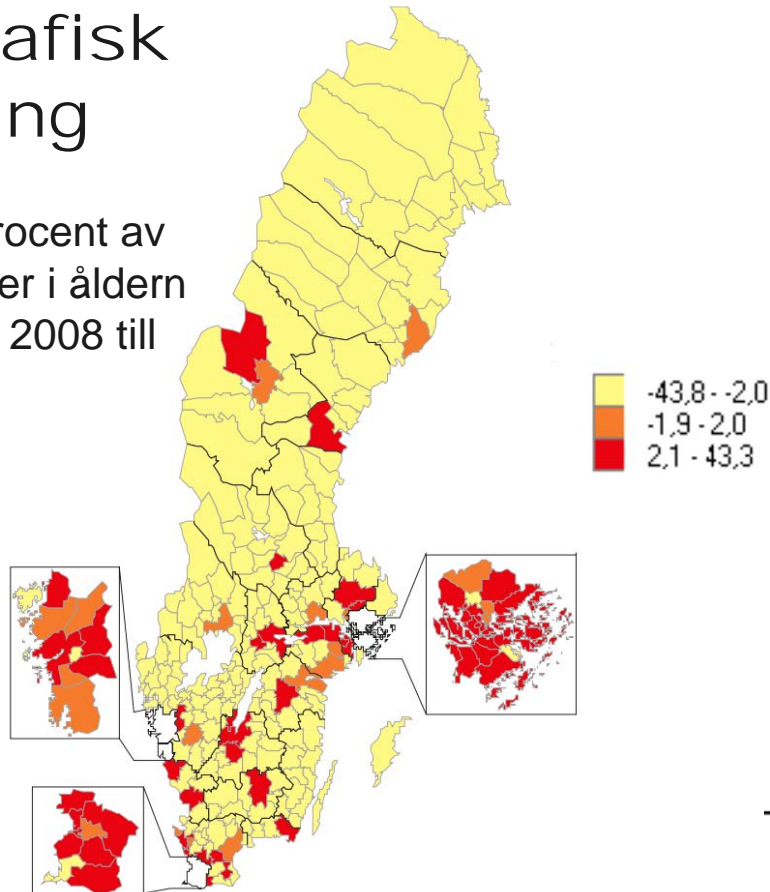 afisk
ng
rocent av
er i åldern
2008 till
-43,8 - -2,0
-1,9 - 2,0
2,1 - 43,3